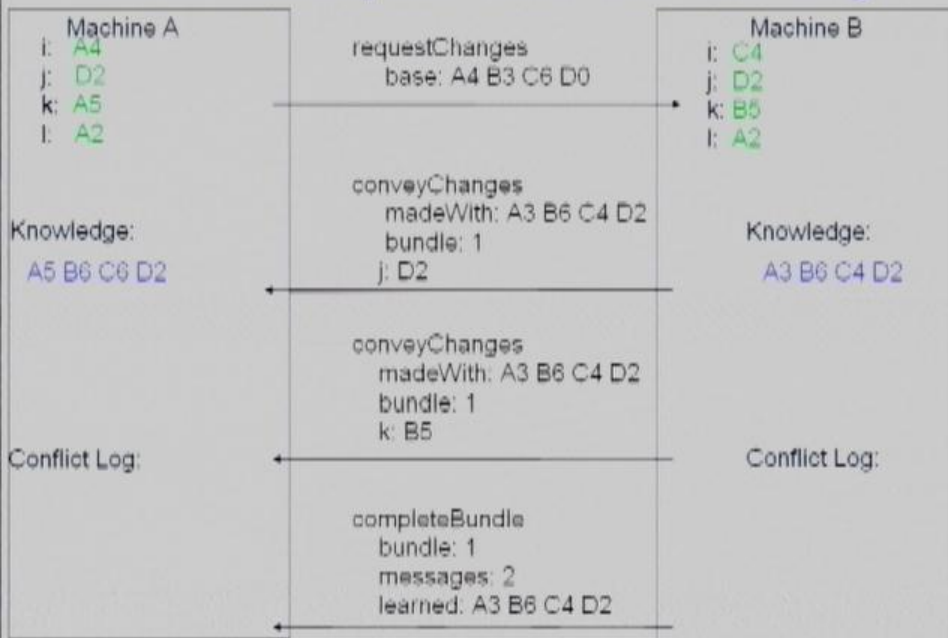 Machine A
i: A4
j: D2
k: A5
l: A2
Knowledge:
A5 B6 C6 D2
Conflict Log:
requestChanges
base: A4 B3 C6 D0
conveyChanges
madeWith: A3 B6 C4 D2
bundle: 1
j: D2
conveyChanges
madeWith: A3 B6 C4 D2
bundle: 1
k: B5
completeBundle
bundle: 1
messages: 2
learned: A3 B6 C4 D2
Machine B
i: C4
j: D2
k: B5
l: A2
Knowledge:
A3 B6 C4 D2
Conflict Log: